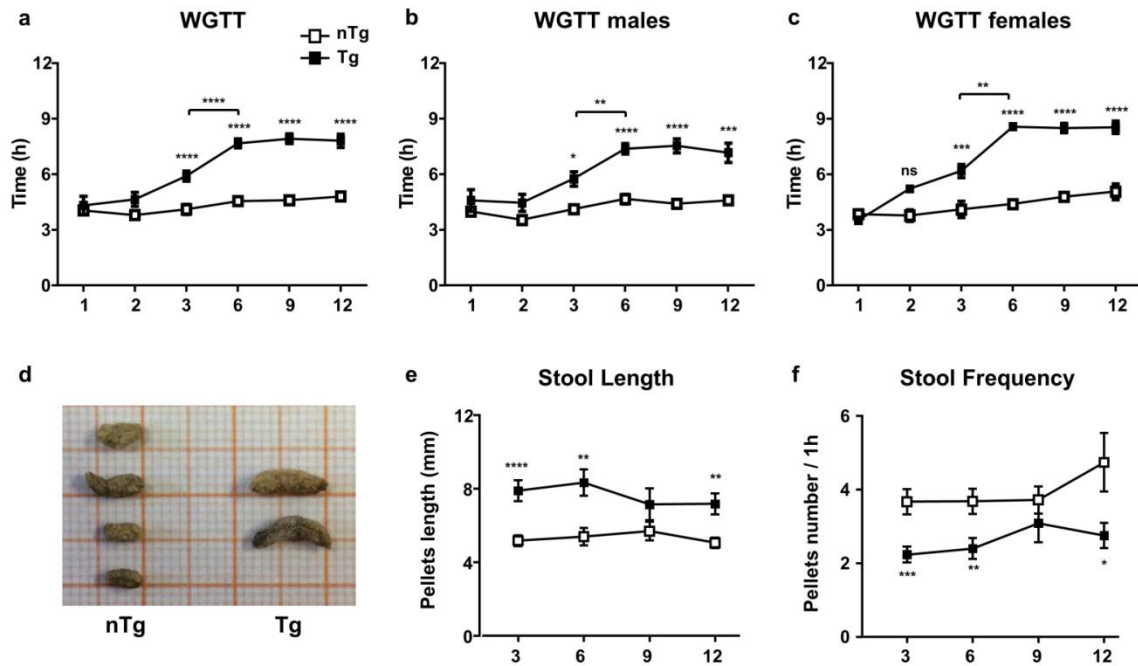 a WGTT
nTg
Tg
Time (h)
12
9
6
3
0
****
****
****
****
****
1 2 3 6 9 12
b WGTT males
Time (h)
12
9
6
3
0
**
*
****
****
***
1 2 3 6 9 12
c WGTT females
Time (h)
12
9
6
3
0
**
ns
***
****
****
****
1 2 3 6 9 12
d
nTg Tg
e Stool Length
Pellets length (mm)
12
8
4
0
****
**
**
3 6 9 12
f Stool Frequency
Pellets number / 1h
6
4
2
0
***
**
*
3 6 9 12